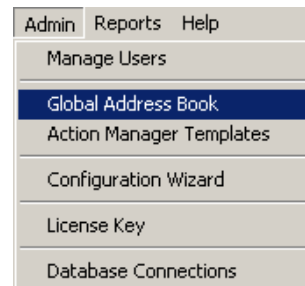 Admin Reports Help
Manage Users
Global Address Book
Action Manager Templates
Configuration Wizard
License Key
Database Connections